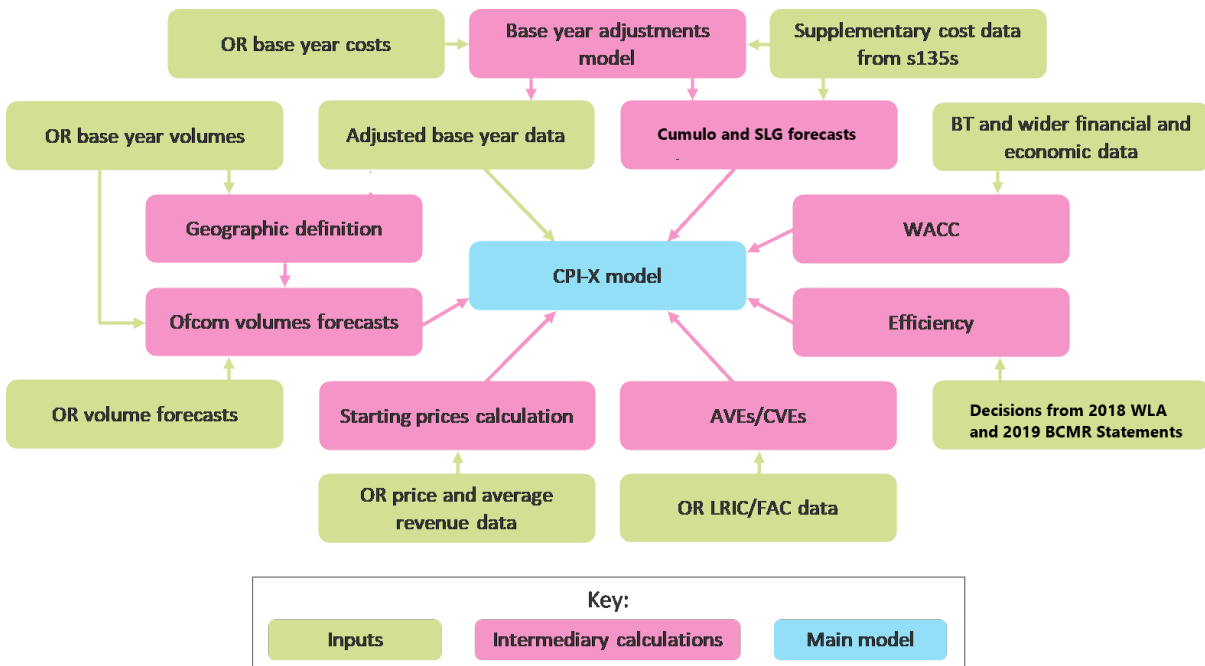 OR base year costs
Base year adjustments
model
Supplementary cost data
from s135s
OR base year volumes
Adjusted base year data
Cumulo and SLG forecasts
BT and wider financial and
economic data
Geographic definition
WACC
CPI-X model
Ofcom volumes forecasts
Efficiency
OR volume forecasts
Starting prices calculation
AVEs/CVEs
Decisions from 2018 WLA
and 2019 BCMR Statements
OR price and average
revenue data
OR LRIC/FAC data
Key:
Inputs
Intermediary calculations
Main model